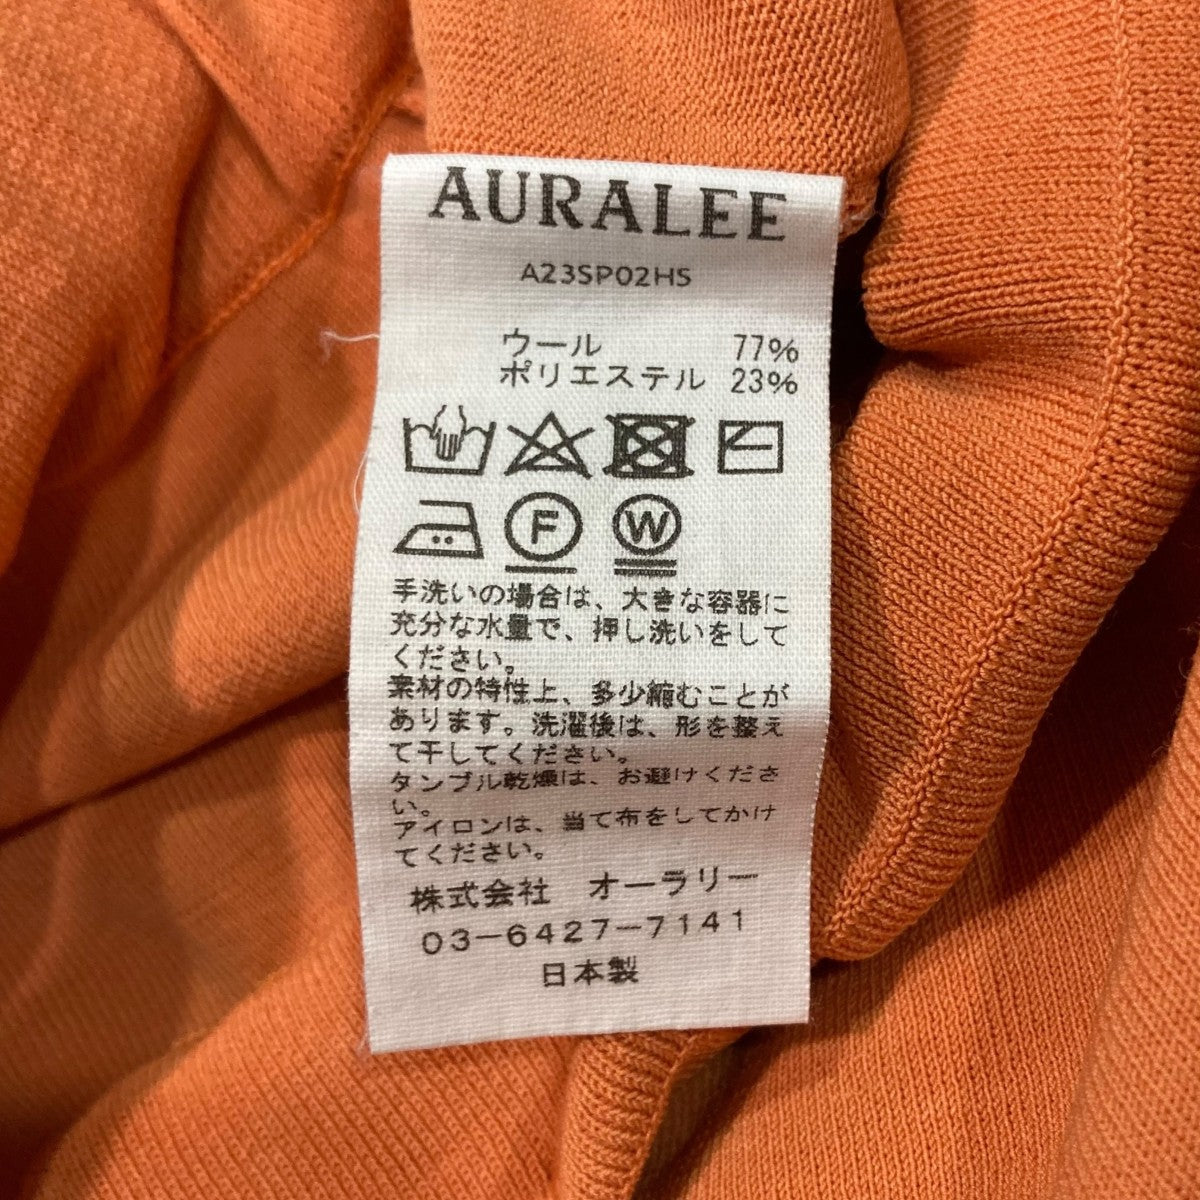 AURALEE
A23SP02HS
ウール 77%
ポリエステル 23%
F W
手洗いの場合は、大きな容器に
充分な水量で、押し洗いをして
ください。
素材の特性上、多少縮むことが
あります。洗濯後は、形を整え
て干してください。
タンブル乾燥は、お避けくださ
い。
アイロンは、当て布をしてかけ
てください。
株式会社 オーラリー
03-6427-7141
日本製